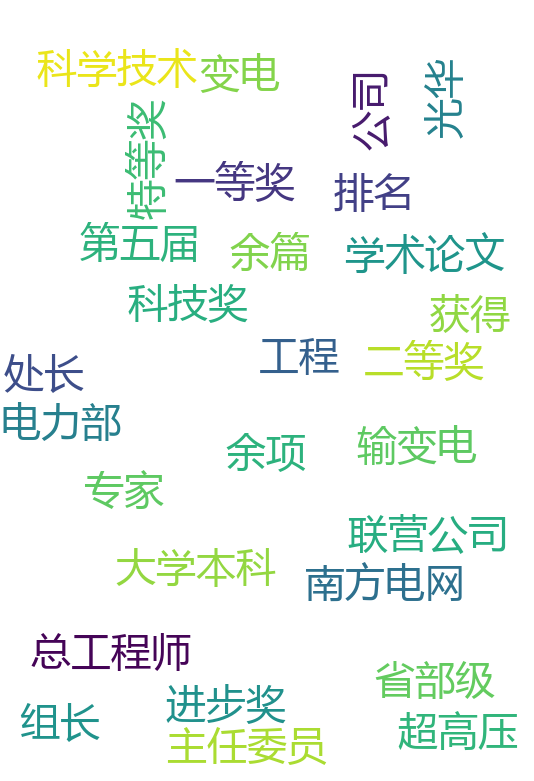 科学技术
变电
公司
光华
特等奖
一等奖
排名
第五届
余篇
学术论文
科技奖
获得
工程
二等奖
处长
电力部
余项
输变电
专家
联营公司
大学本科
南方电网
总工程师
省部级
组长
进步奖
超高压
主任委员